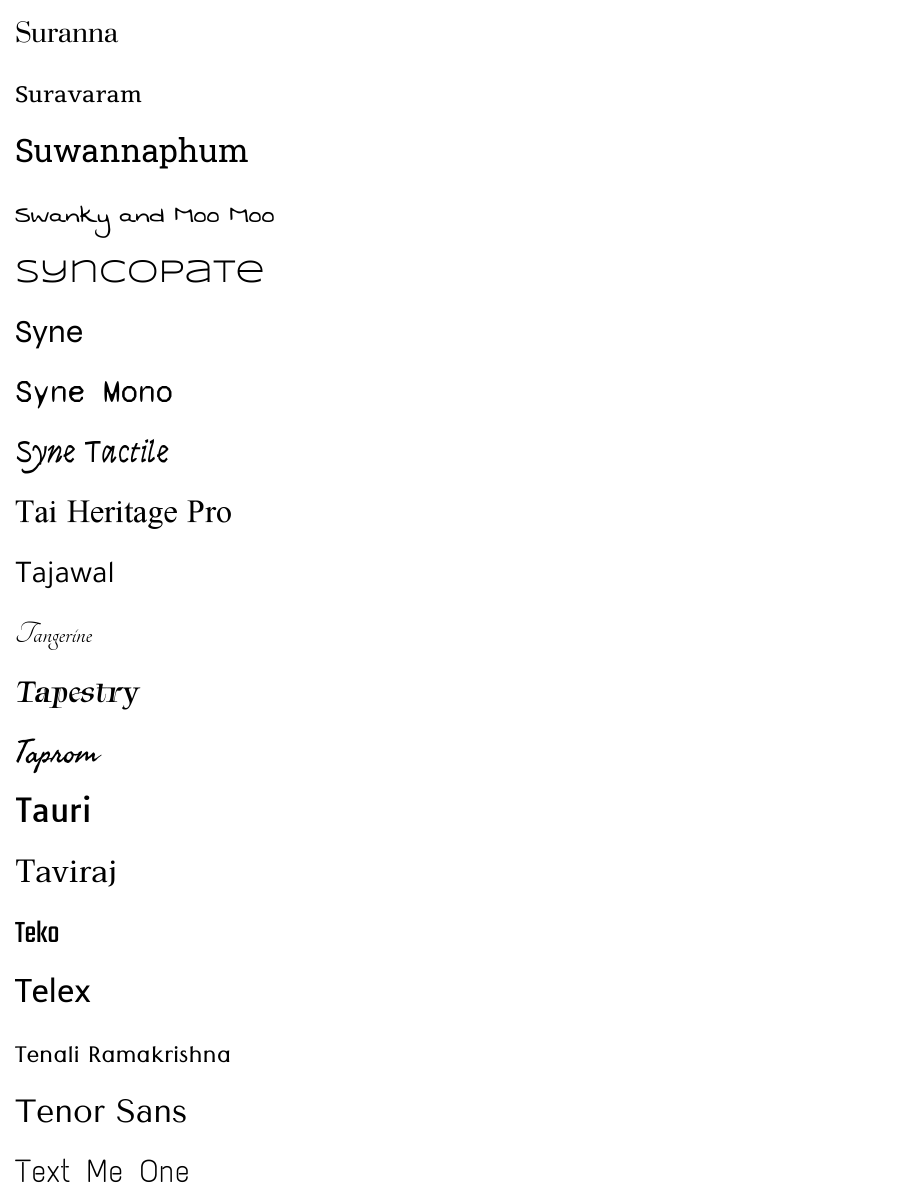 Suranna
Suravaram
Suwannaphum
Swanky and Moo Moo
Syncopate
Syne
Syne Mono
Syne Tactile
Tai Heritage Pro
Tajawal
Tangerine
Tapestry
Taprom
Tauri
Taviraj
Teko
Telex
Tenali Ramakrishna
Tenor Sans
Text Me One